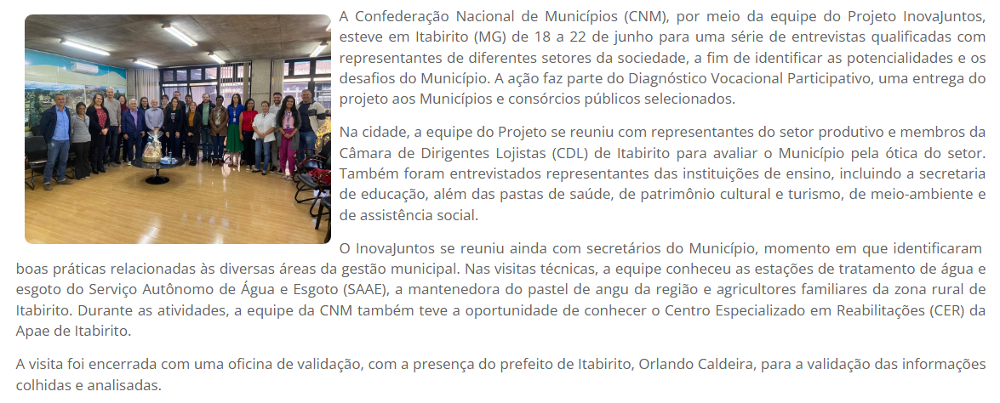 A Confederação Nacional de Municípios (CNM), por meio da equipe do Projeto InovaJuntos,
esteve em Itabirito (MG) de 18 a 22 de junho para uma série de entrevistas qualificadas com
representantes de diferentes setores da sociedade, a fim de identificar as potencialidades e os
desafios do Município. A ação faz parte do Diagnóstico Vocacional Participativo, uma entrega do
projeto aos Municípios e consórcios públicos selecionados.
Na cidade, a equipe do Projeto se reuniu com representantes do setor produtivo e membros da
Câmara de Dirigentes Lojistas (CDL) de Itabirito para avaliar o Município pela ótica do setor.
Também foram entrevistados representantes das instituições de ensino, incluindo a secretaria
de educação, além das pastas de saúde, de patrimônio cultural e turismo, de meio-ambiente e
de assistência social.
O InovaJuntos se reuniu ainda com secretários do Município, momento em que identificaram
boas práticas relacionadas às diversas áreas da gestão municipal. Nas visitas técnicas, a equipe conheceu as estações de tratamento de água e
esgoto do Serviço Autônomo de Água e Esgoto (SAAE), a mantenedora do pastel de angu da região e agricultores familiares da zona rural de
Itabirito. Durante as atividades, a equipe da CNM também teve a oportunidade de conhecer o Centro Especializado em Reabilitações (CER) da
Apae de Itabirito.
A visita foi encerrada com uma oficina de validação, com a presença do prefeito de Itabirito, Orlando Caldeira, para a validação das informações
colhidas e analisadas.